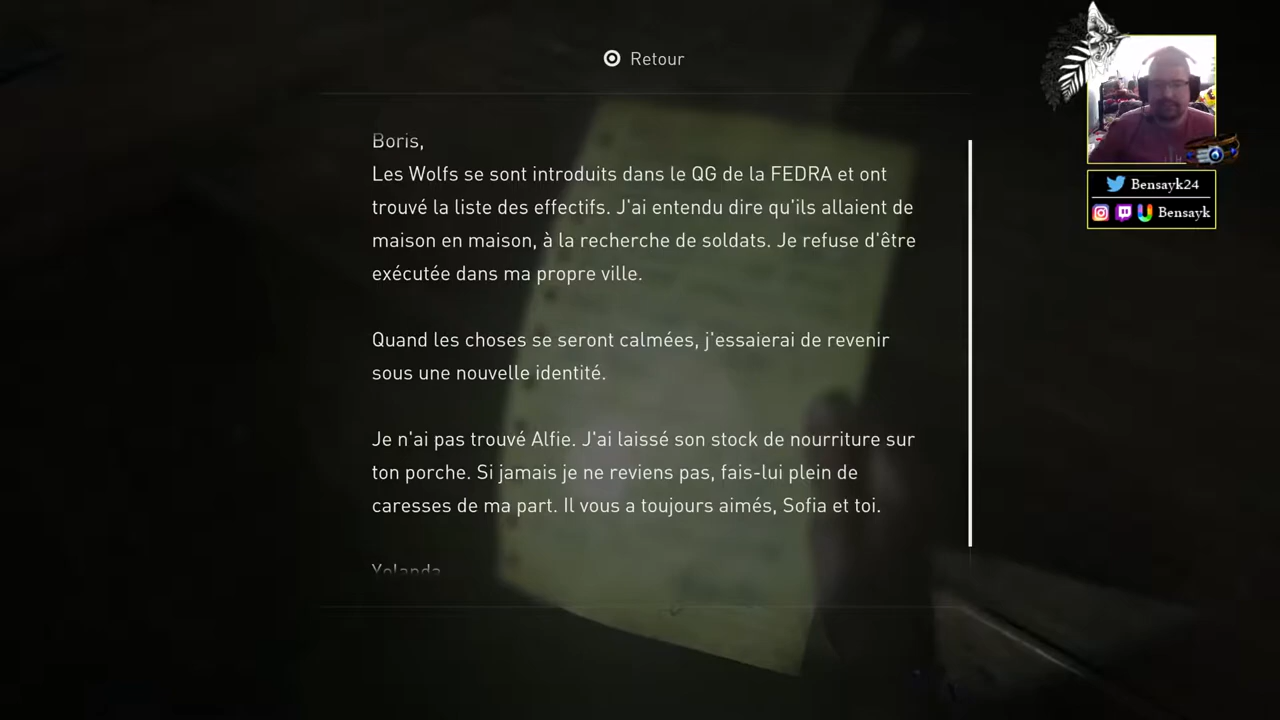 Retour
Boris,
Les Wolfs se sont introduits dans le QG de la FEDRA et ont
trouvé la liste des effectifs. J'ai entendu dire qu'ils allaient de
maison en maison, à la recherche de soldats. Je refuse d'être
exécutée dans ma propre ville.
Quand les choses se seront calmées, j'essaierai de revenir
sous une nouvelle identité.
Je n'ai pas trouvé Alfie. J'ai laissé son stock de nourriture sur
ton porche. Si jamais je ne reviens pas, fais-lui plein de
caresses de ma part. Il vous a toujours aimés, Sofia et toi.
Yolanda
Bensayk24
Bensayk